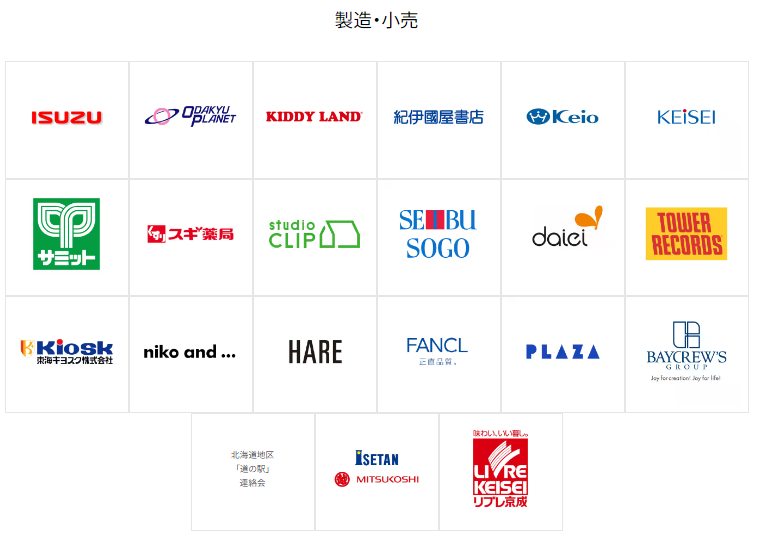 製造・小売
ISUZU
ODAKYU
PLANET
KIDDY LAND
紀伊國屋書店
Keio
KEISEI
サミット
スギ薬局
studio
CLIP
SEIBU
SOGO
daiei
TOWER
RECORDS
Kiosk
東海キヨスク株式会社
niko and ...
HARE
FANCL
正直品質。
PLAZA
BAYCREW'S
GROUP
Joy for creation! Joy for life!
北海道地区
「道の駅」
連絡会
ISETAN
MITSUKOSHI
味わい、いい暮し。
LIVRE
KEISEI
リブレ京成